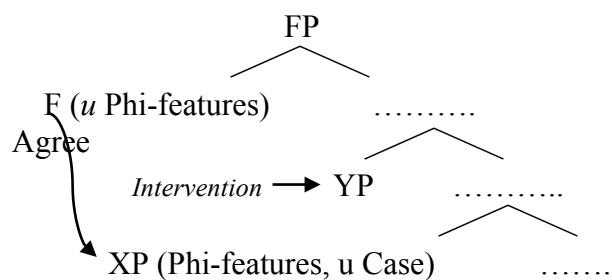 FP
F (u Phi-features) ..........
Agree
Intervention YP ...........
XP (Phi-features, u Case) .......